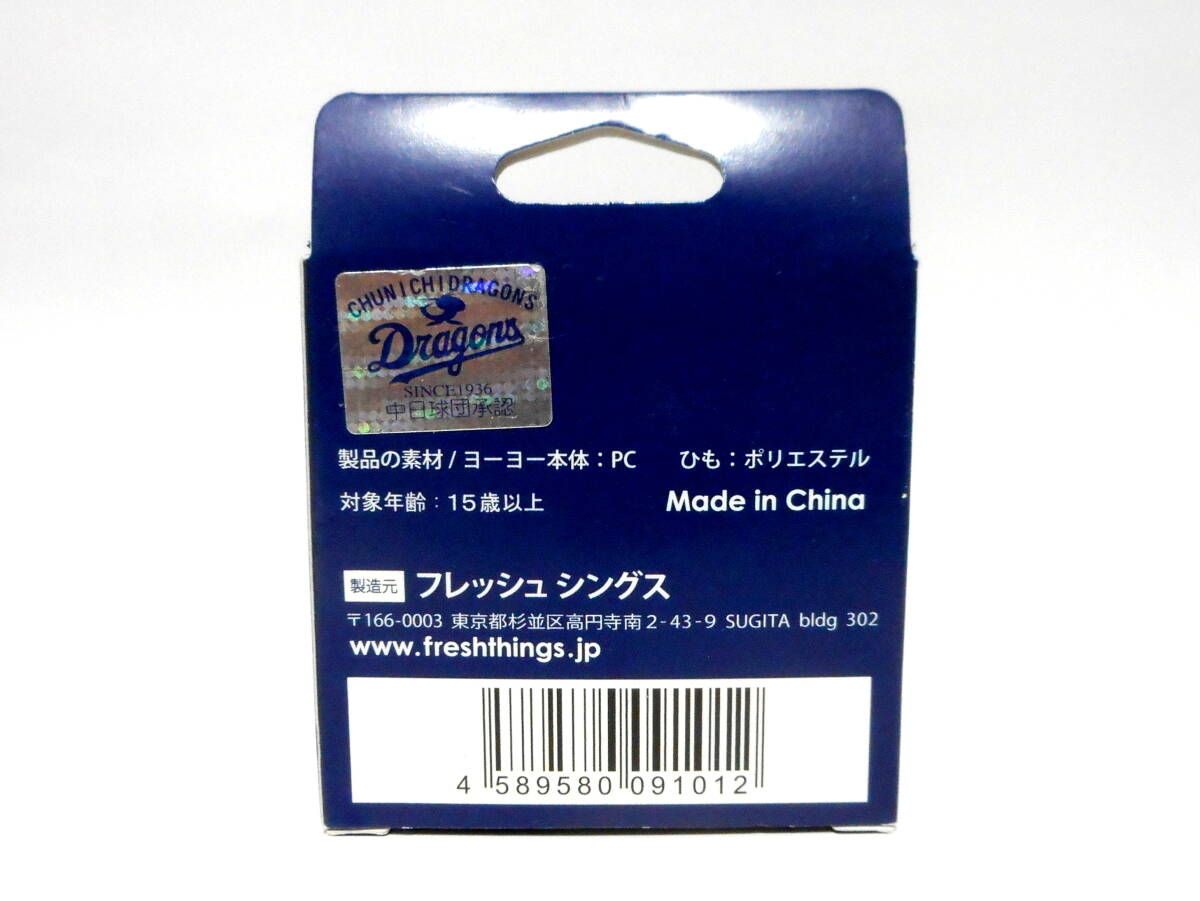 CHUNICHIDRAGONS
Dragons
SINCE1936
中日球団承認
製品の素材 / ヨーヨー本体：PC ひも：ポリエステル
対象年齢：15歳以上 Made in China
製造元 フレッシュ シングス
〒166-0003 東京都杉並区高円寺南2-43-9 SUGITA bldg 302
www.freshthings.jp
4 589580 091012